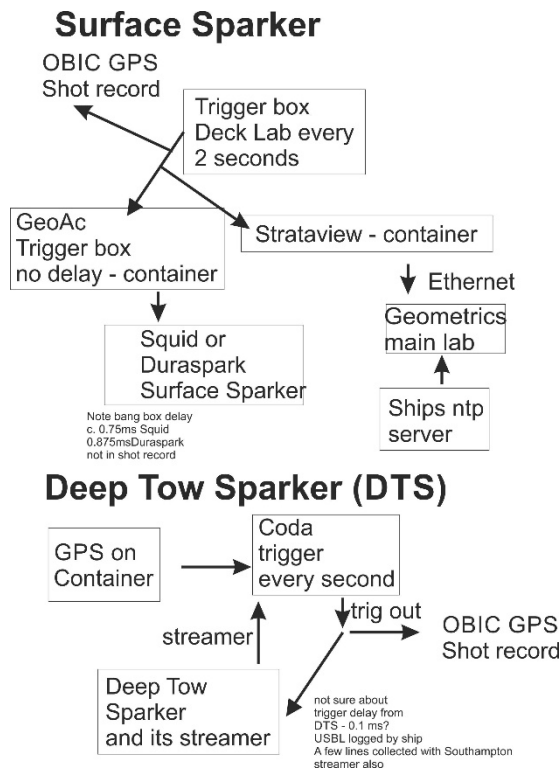 Surface Sparker
OBIC GPS
Shot record
Trigger box
Deck Lab every
2 seconds
GeoAc
Trigger box
no delay - container
Strataview - container
Ethernet
Geometrics
main lab
Squid or
Duraspark
Surface Sparker
Ships ntp
server
Note bang box delay
c. 0.75ms Squid
0.875msDuraspark
not in shot record
Deep Tow Sparker (DTS)
GPS on
Container
Coda
trigger
every second
trig out
OBIC GPS
Shot record
streamer
Deep Tow
Sparker
and its streamer
not sure about
trigger delay from
DTS - 0.1 ms?
USBL logged by ship
A few lines collected with Southampton
streamer also